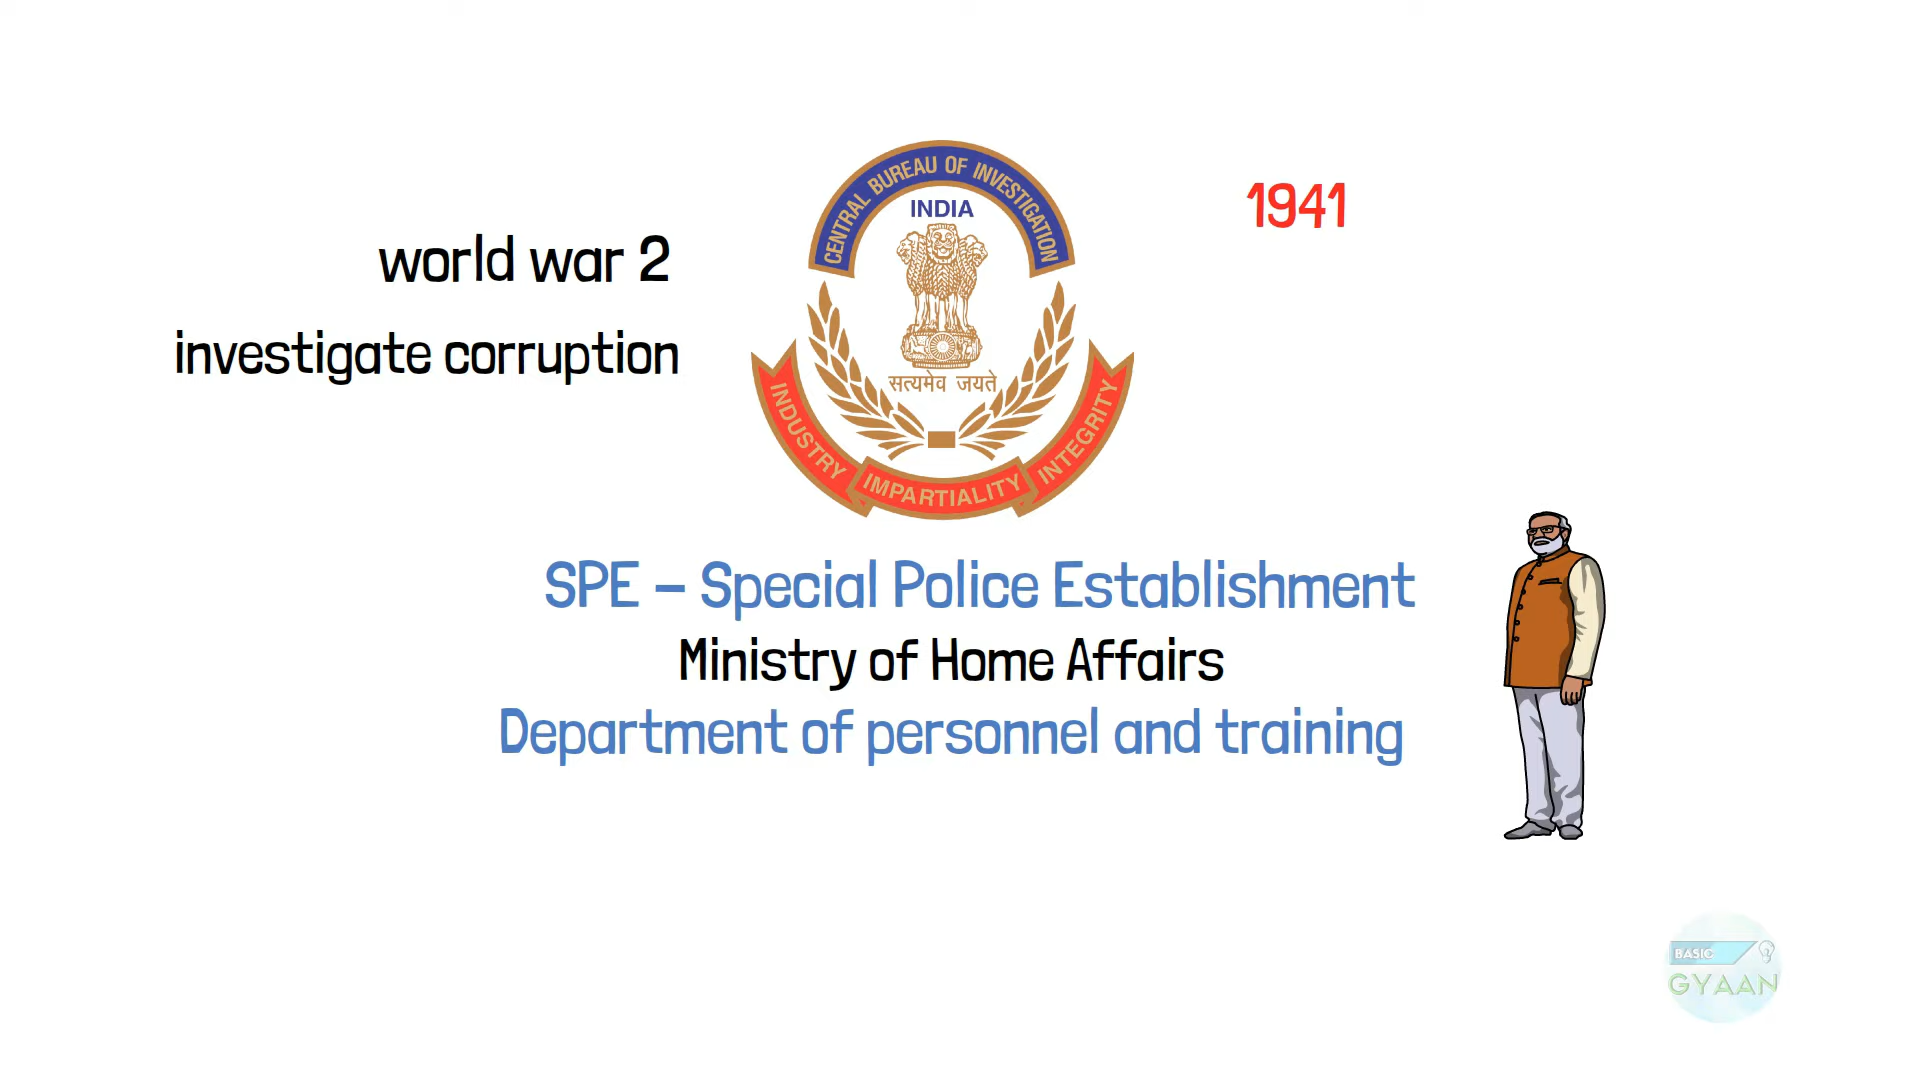 CENTRAL BUREAU OF INVESTIGATION
INDIA
1941
world war 2
investigate corruption
सत्यमेव जयते
INDUSTRY
IMPARTIALITY
INTEGRITY
SPE – Special Police Establishment
Ministry of Home Affairs
Department of personnel and training
BASIC
GYAAN